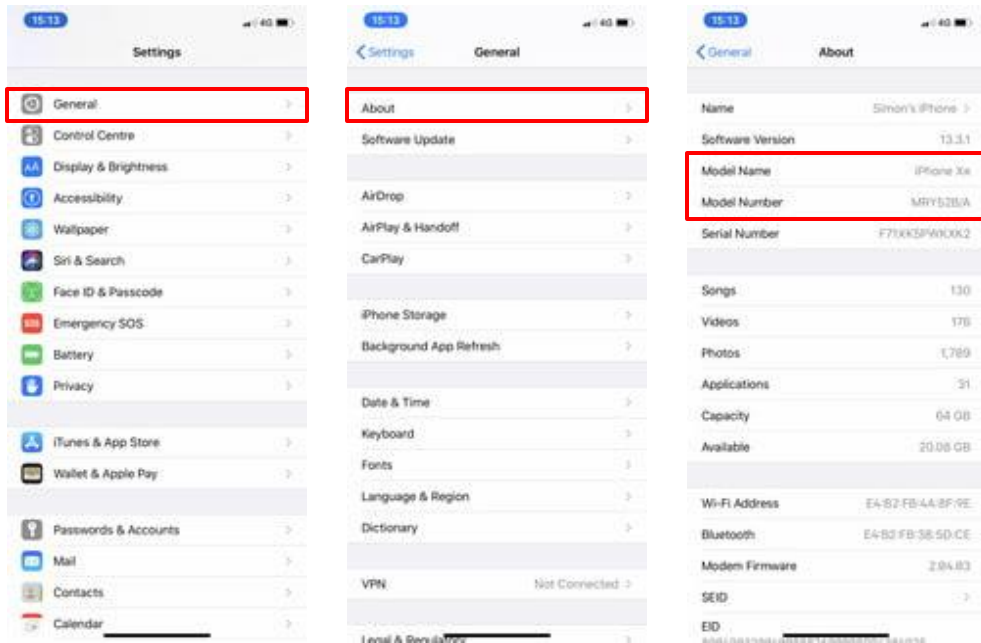 15:13
4G
Settings
General
Control Centre
Display & Brightness
Accessibility
Wallpaper
Siri & Search
Face ID & Passcode
SOS Emergency SOS
Battery
Privacy
iTunes & App Store
Wallet & Apple Pay
Passwords & Accounts
Mail
Contacts
Calendar
15:13
4G
Settings General
About
Software Update
AirDrop
AirPlay & Handoff
CarPlay
iPhone Storage
Background App Refresh
Date & Time
Keyboard
Fonts
Language & Region
Dictionary
VPN Not Connected
Legal & Regulatory
15:13
4G
General About
Name Simon's iPhone
Software Version 13.3.1
Model Name
Model Number
Serial Number
Songs 130
Videos 176
Photos 1,789
Applications 31
Capacity 64 GB
Available 20.08 GB
Wi-Fi Address
Bluetooth
Modem Firmware
SEID
EID